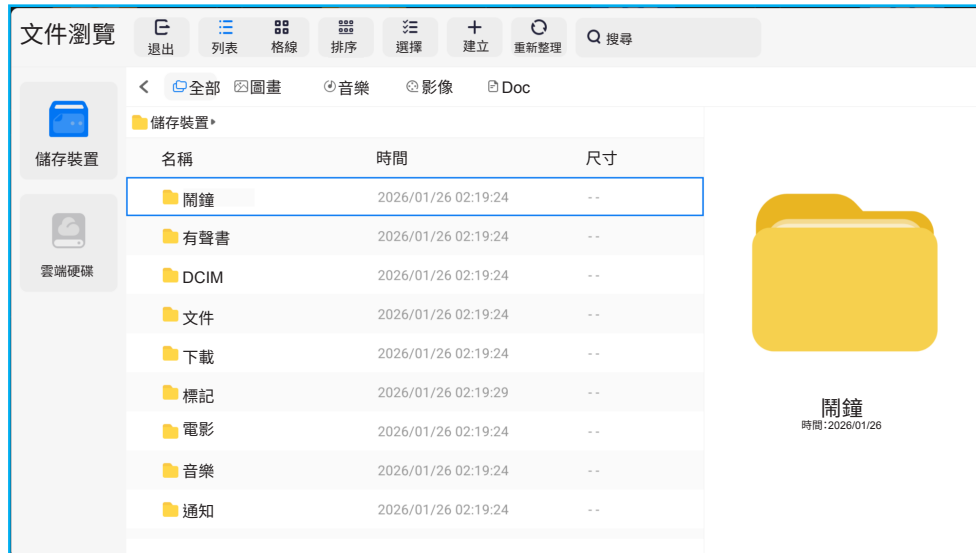 文件瀏覽
退出 列表 格線 排序 選擇 建立 重新整理 搜尋
全部 圖畫 音樂 影像 Doc
儲存裝置
儲存裝置
雲端硬碟
名稱 時間 尺寸
鬧鐘 2026/01/26 02:19:24 - -
有聲書 2026/01/26 02:19:24 - -
DCIM 2026/01/26 02:19:24 - -
文件 2026/01/26 02:19:24 - -
下載 2026/01/26 02:19:24 - -
標記 2026/01/26 02:19:29 - -
電影 2026/01/26 02:19:24 - -
音樂 2026/01/26 02:19:24 - -
通知 2026/01/26 02:19:24 - -
鬧鐘
時間:2026/01/26